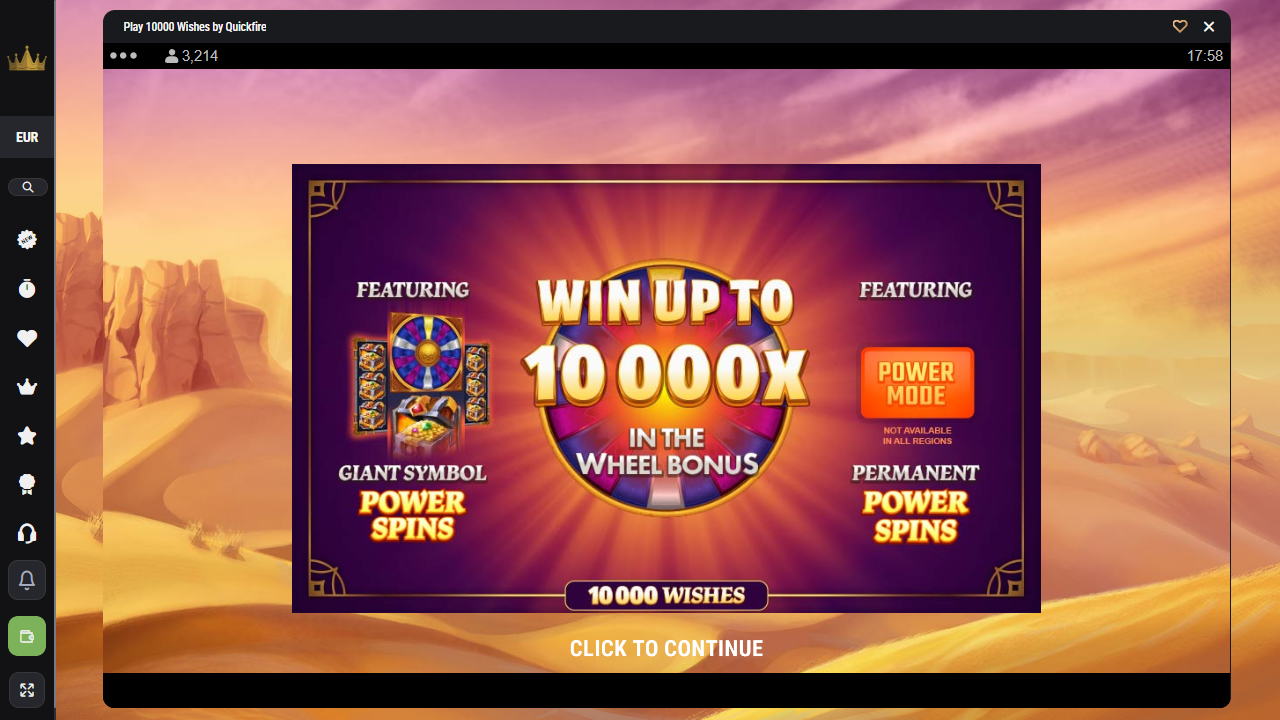 Play 10000 Wishes by Quickfire
3,214
17:58
EUR
NEW
FEATURING
GIANT SYMBOL
POWER
SPINS
WIN UP TO
10 000X
IN THE
WHEEL BONUS
FEATURING
POWER
MODE
NOT AVAILABLE
IN ALL REGIONS
PERMANENT
POWER
SPINS
10 000 WISHES
CLICK TO CONTINUE